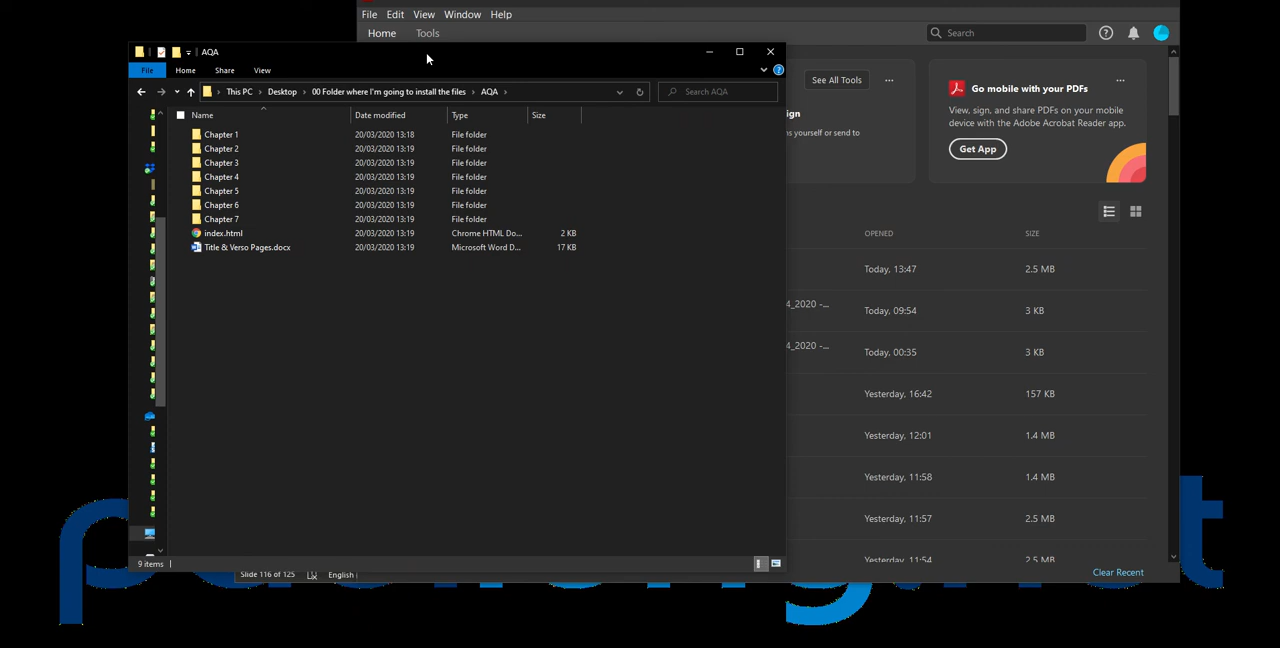 File Edit View Window Help
Home Tools
Search
AQA
File Home Share View
This PC > Desktop > 00 Folder where I'm going to install the files > AQA >
Search AQA
Name Date modified Type Size
Chapter 1 20/03/2020 13:18 File folder
Chapter 2 20/03/2020 13:19 File folder
Chapter 3 20/03/2020 13:19 File folder
Chapter 4 20/03/2020 13:19 File folder
Chapter 5 20/03/2020 13:19 File folder
Chapter 6 20/03/2020 13:19 File folder
Chapter 7 20/03/2020 13:19 File folder
index.html 20/03/2020 13:19 Chrome HTML Do... 2 KB
Title & Verso Pages.docx 20/03/2020 13:19 Microsoft Word D... 17 KB
9 items
See All Tools
ign
ns yourself or send to
Go mobile with your PDFs
View, sign, and share PDFs on your mobile
device with the Adobe Acrobat Reader app.
Get App
OPENED SIZE
Today, 13:47 2.5 MB
4_2020 -... Today, 09:54 3 KB
4_2020 -... Today, 00:35 3 KB
Yesterday, 16:42 157 KB
Yesterday, 12:01 1.4 MB
Yesterday, 11:58 1.4 MB
Yesterday, 11:57 1.4 MB
Yesterday, 11:54 2.5 MB
Clear Recent
Slide 116 of 125 English